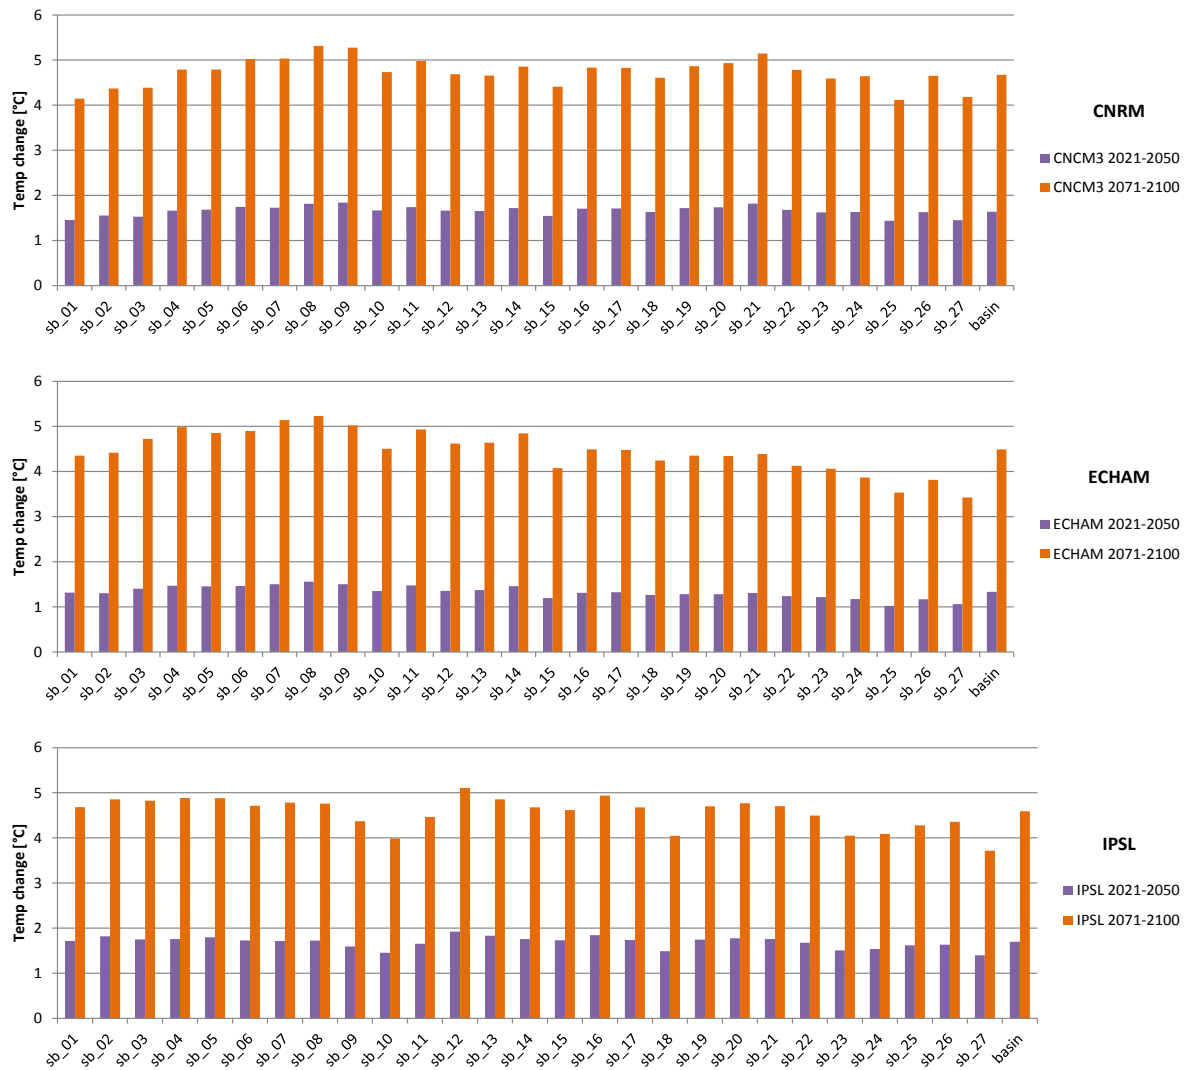 6
5
4
3
2
1
0
Temp change [°C]
sb_01 sb_02 sb_03 sb_04 sb_05 sb_06 sb_07 sb_08 sb_09 sb_10 sb_11 sb_12 sb_13 sb_14 sb_15 sb_16 sb_17 sb_18 sb_19 sb_20 sb_21 sb_22 sb_23 sb_24 sb_25 sb_26 sb_27 basin
CNRM
CNCM3 2021-2050
CNCM3 2071-2100
6
5
4
3
2
1
0
Temp change [°C]
sb_01 sb_02 sb_03 sb_04 sb_05 sb_06 sb_07 sb_08 sb_09 sb_10 sb_11 sb_12 sb_13 sb_14 sb_15 sb_16 sb_17 sb_18 sb_19 sb_20 sb_21 sb_22 sb_23 sb_24 sb_25 sb_26 sb_27 basin
ECHAM
ECHAM 2021-2050
ECHAM 2071-2100
6
5
4
3
2
1
0
Temp change [°C]
sb_01 sb_02 sb_03 sb_04 sb_05 sb_06 sb_07 sb_08 sb_09 sb_10 sb_11 sb_12 sb_13 sb_14 sb_15 sb_16 sb_17 sb_18 sb_19 sb_20 sb_21 sb_22 sb_23 sb_24 sb_25 sb_26 sb_27 basin
IPSL
IPSL 2021-2050
IPSL 2071-2100